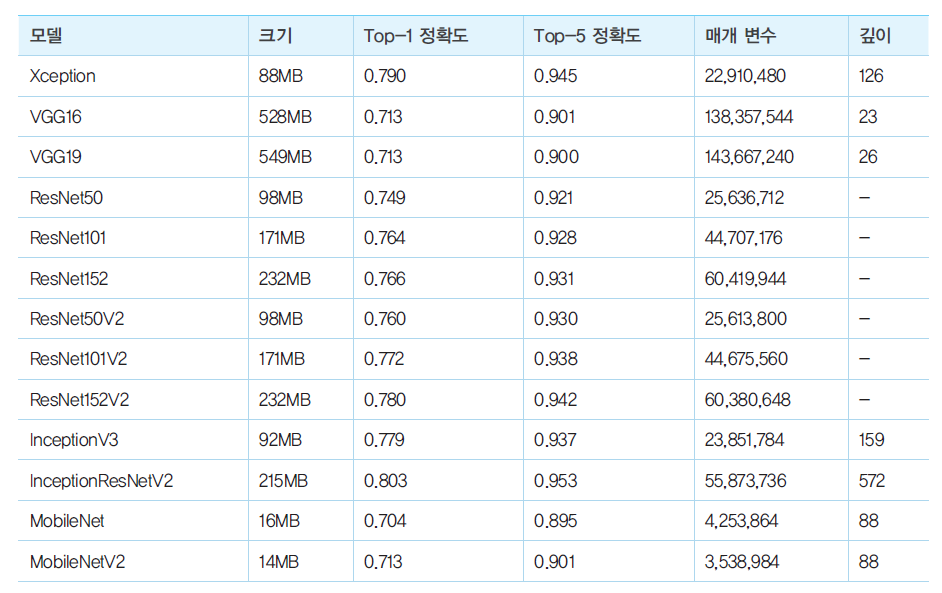 모델 크기 Top-1 정확도 Top-5 정확도 매개 변수 깊이
Xception 88MB 0.790 0.945 22,910,480 126
VGG16 528MB 0.713 0.901 138,357,544 23
VGG19 549MB 0.713 0.900 143,667,240 26
ResNet50 98MB 0.749 0.921 25,636,712 -
ResNet101 171MB 0.764 0.928 44,707,176 -
ResNet152 232MB 0.766 0.931 60,419,944 -
ResNet50V2 98MB 0.760 0.930 25,613,800 -
ResNet101V2 171MB 0.772 0.938 44,675,560 -
ResNet152V2 232MB 0.780 0.942 60,380,648 -
InceptionV3 92MB 0.779 0.937 23,851,784 159
InceptionResNetV2 215MB 0.803 0.953 55,873,736 572
MobileNet 16MB 0.704 0.895 4,253,864 88
MobileNetV2 14MB 0.713 0.901 3,538,984 88